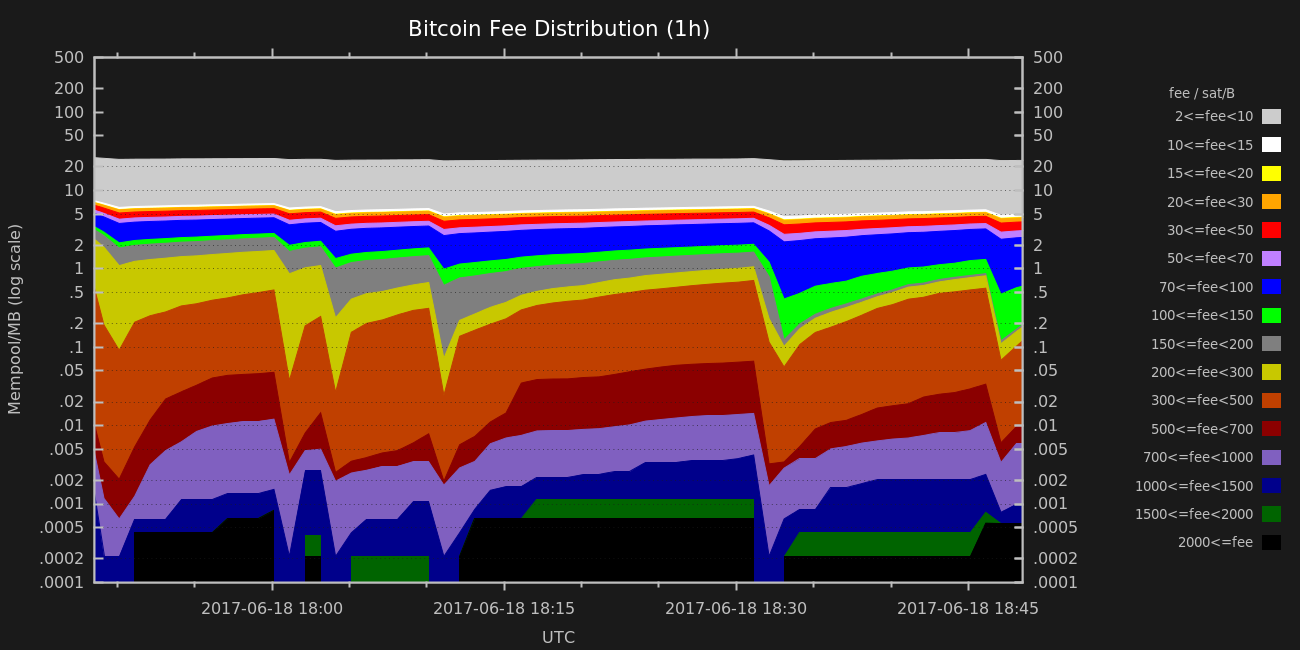 Bitcoin Fee Distribution (1h)
Mempool/MB (log scale)
500
200
100
50
20
10
5
2
1
.5
.2
.1
.05
.02
.01
.005
.002
.001
.0005
.0002
.0001
500
200
100
50
20
10
5
2
1
.5
.2
.1
.05
.02
.01
.005
.002
.001
.0005
.0002
.0001
2017-06-18 18:00
2017-06-18 18:15
2017-06-18 18:30
2017-06-18 18:45
UTC
fee / sat/B
2<=fee<10
10<=fee<15
15<=fee<20
20<=fee<30
30<=fee<50
50<=fee<70
70<=fee<100
100<=fee<150
150<=fee<200
200<=fee<300
300<=fee<500
500<=fee<700
700<=fee<1000
1000<=fee<1500
1500<=fee<2000
2000<=fee